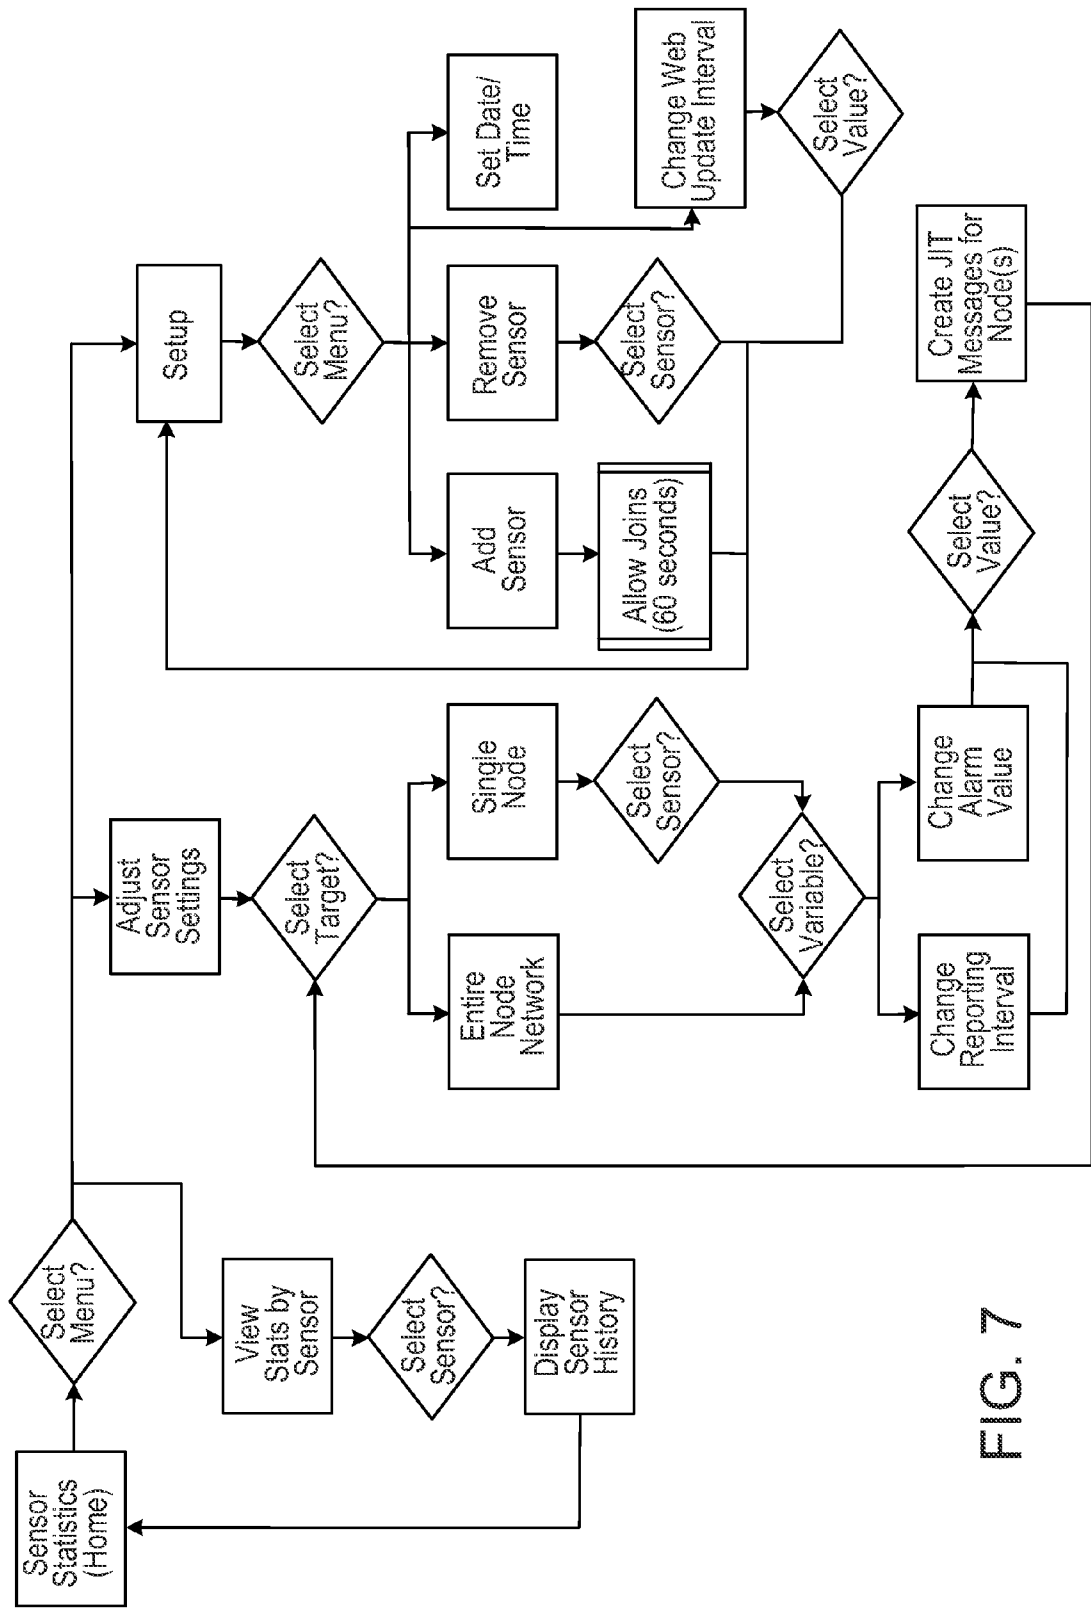 Sensor
Statistics
(Home)
Select
Menu?
View
Stats by
Sensor
Select
Sensor?
Display
Sensor
History
Adjust
Sensor
Settings
Select
Target?
Entire
Node
Network
Single
Node
Select
Sensor?
Select
Variable?
Change
Reporting
Interval
Change
Alarm
Value
Select
Value?
Create JIT
Messages for
Node(s)
Setup
Select
Menu?
Add
Sensor
Allow Joins
(60 seconds)
Remove
Sensor
Select
Sensor?
Set Date/
Time
Change Web
Update Interval
Select
Value?
FIG. 7